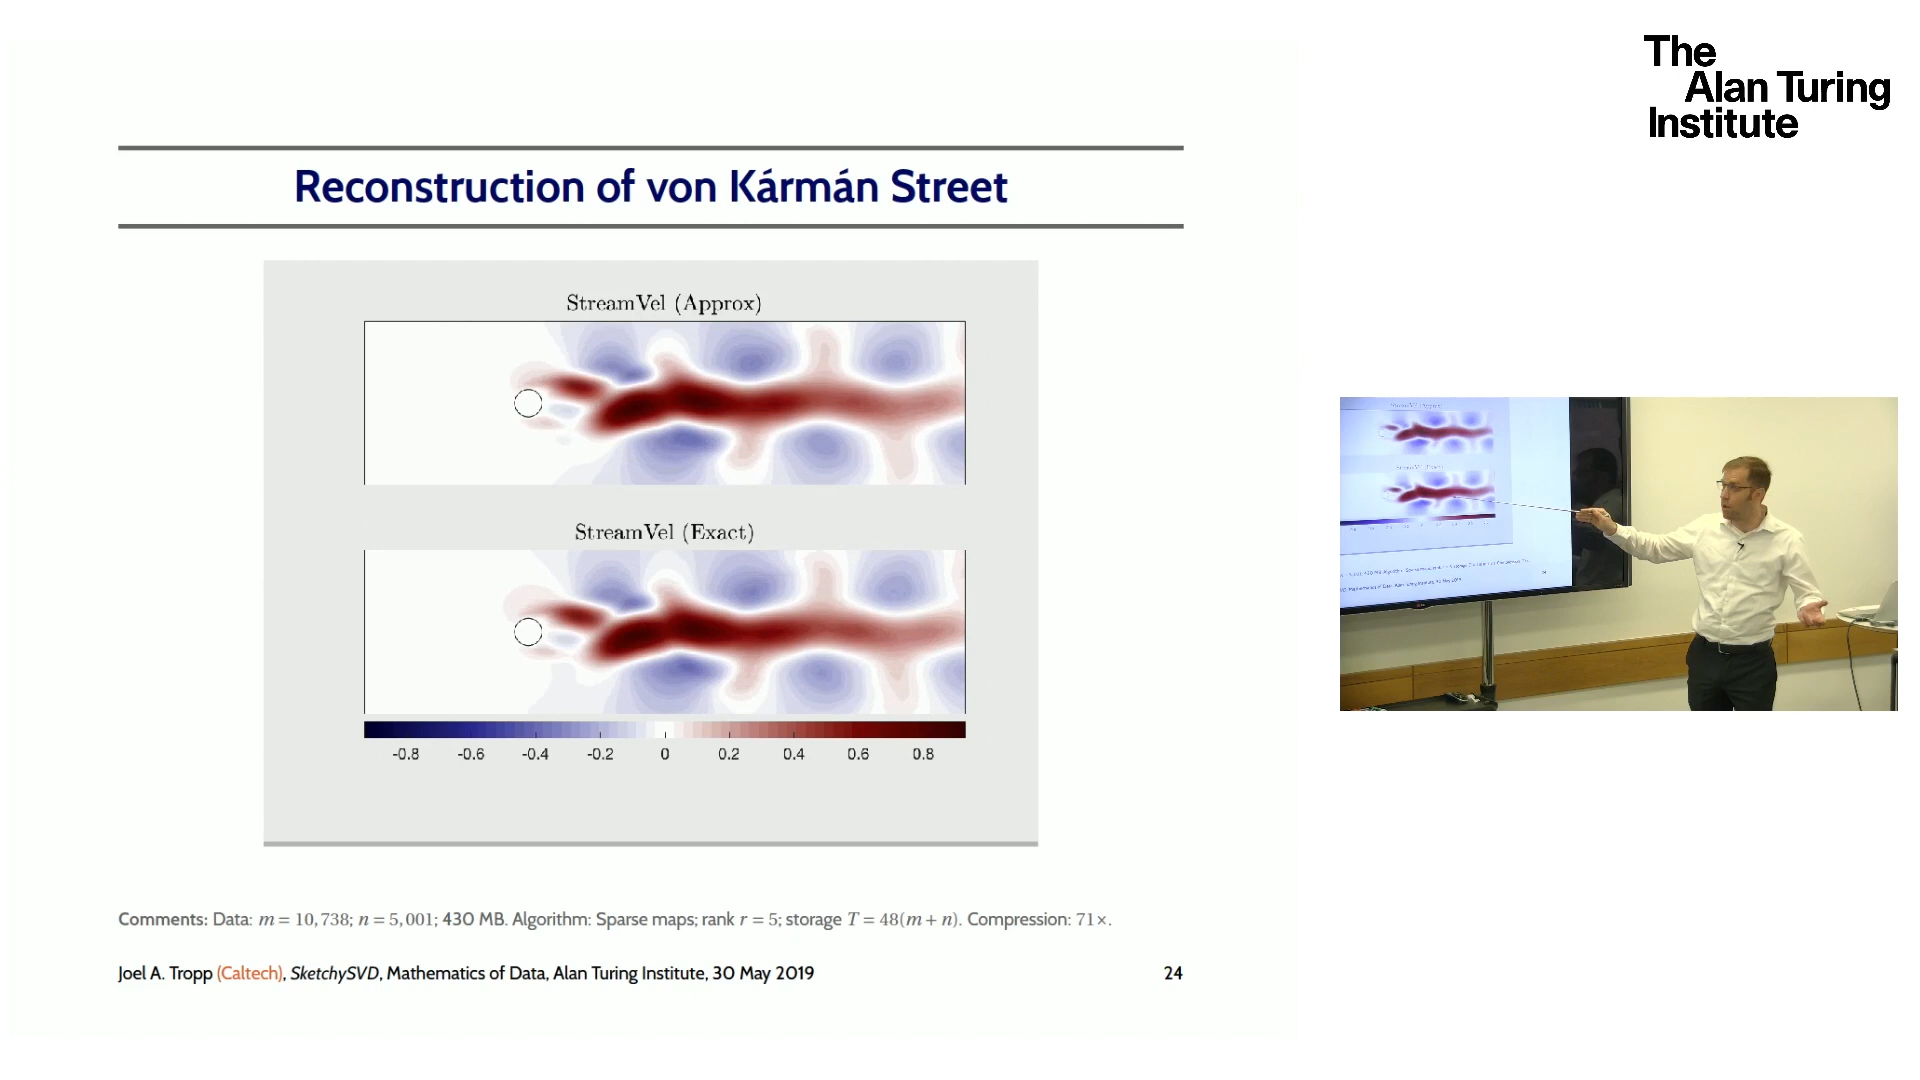 The
Alan Turing
Institute
Reconstruction of von Kármán Street
StreamVel (Approx)
StreamVel (Exact)
-0.8 -0.6 -0.4 -0.2 0 0.2 0.4 0.6 0.8
Comments: Data: m = 10,738; n = 5,001; 430 MB. Algorithm: Sparse maps; rank r = 5; storage T = 48(m + n). Compression: 71×.
Joel A. Tropp (Caltech), SketchySVD, Mathematics of Data, Alan Turing Institute, 30 May 2019 24